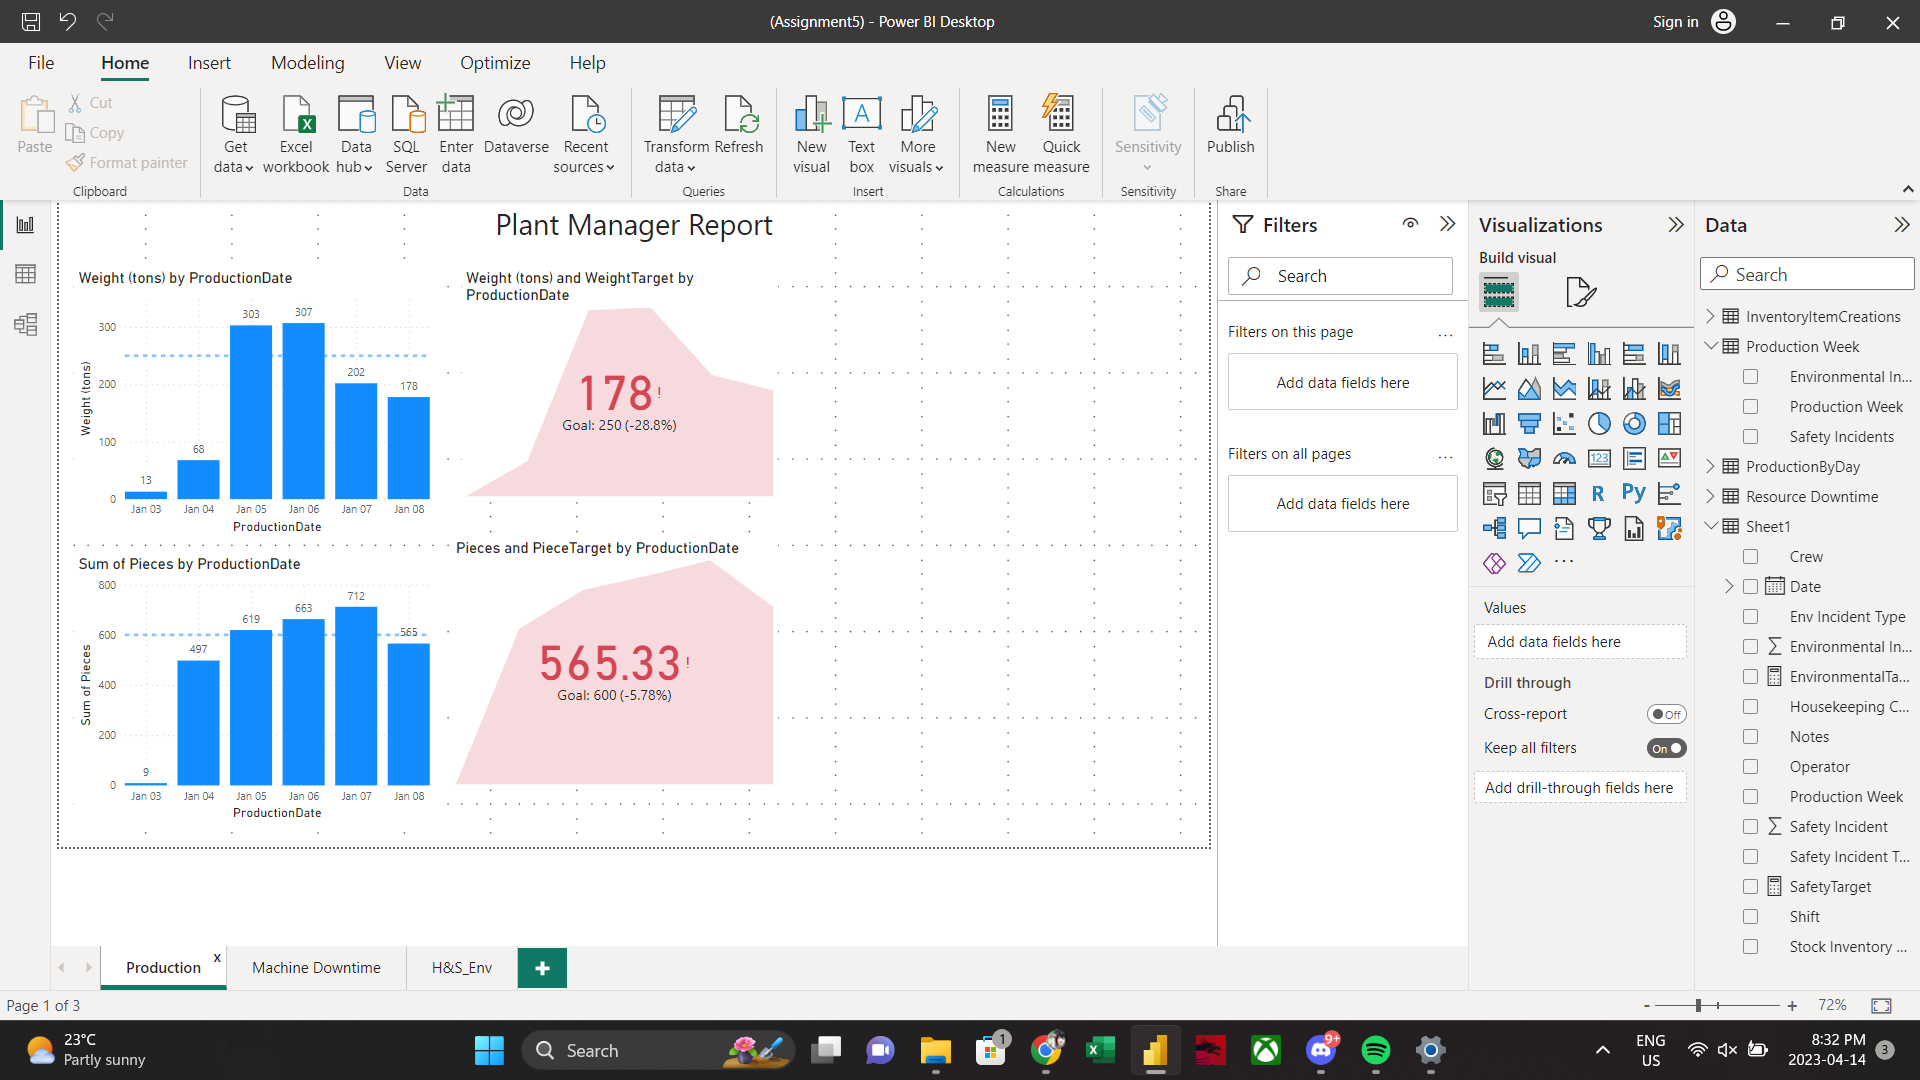 (Assignment5) - Power BI Desktop
Sign in
File
Home
Insert
Modeling
View
Optimize
Help
Paste
Cut
Copy
Format painter
Clipboard
Get data
Excel workbook
Data hub
SQL Server
Enter data
Dataverse
Recent sources
Data
Transform data
Refresh
Queries
New visual
Text box
More visuals
Insert
New measure
Quick measure
Calculations
Sensitivity
Sensitivity
Publish
Share
Plant Manager Report
Weight (tons) by ProductionDate
Weight (tons)
300
200
100
0
13
68
303
307
202
178
Jan 03
Jan 04
Jan 05
Jan 06
Jan 07
Jan 08
ProductionDate
Weight (tons) and WeightTarget by
ProductionDate
178!
Goal: 250 (-28.8%)
Sum of Pieces by ProductionDate
Sum of Pieces
800
600
400
200
0
9
497
619
663
712
565
Jan 03
Jan 04
Jan 05
Jan 06
Jan 07
Jan 08
ProductionDate
Pieces and PieceTarget by ProductionDate
565.33!
Goal: 600 (-5.78%)
Filters
Search
Filters on this page
...
Add data fields here
Filters on all pages
...
Add data fields here
Visualizations
Build visual
123
R
Py
...
Values
Add data fields here
Drill through
Cross-report
Off
Keep all filters
On
Add drill-through fields here
Data
Search
InventoryItemCreations
Production Week
Environmental In...
Production Week
Safety Incidents
ProductionByDay
Resource Downtime
Sheet1
Crew
Date
Env Incident Type
Environmental In...
EnvironmentalTa...
Housekeeping C...
Notes
Operator
Production Week
Safety Incident
Safety Incident T...
SafetyTarget
Shift
Stock Inventory ...
Production
x
Machine Downtime
H&S_Env
+
Page 1 of 3
- + 72%
23°C
Partly sunny
Search
1
9+
ENG
US
8:32 PM
2023-04-14
3